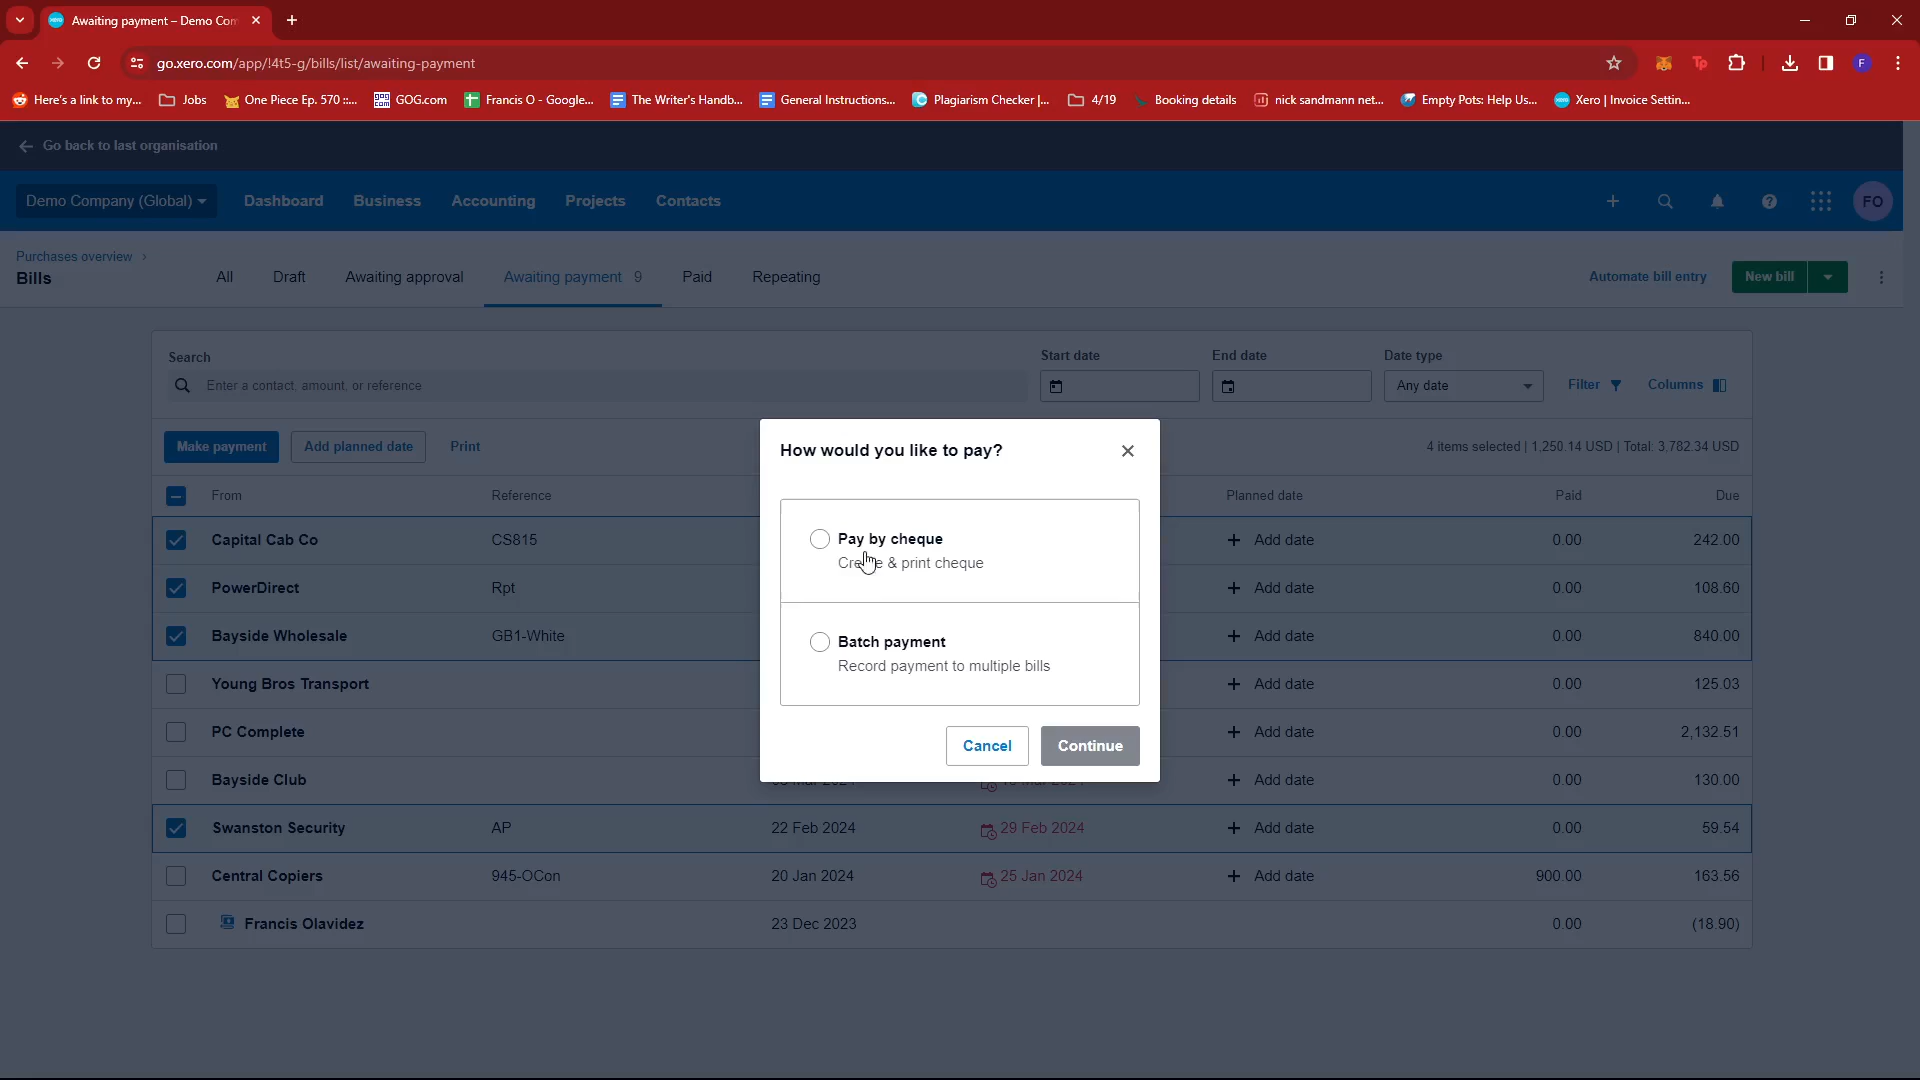 Awaiting payment – Demo Com
go.xero.com/app/!4t5-g/bills/list/awaiting-payment
Here's a link to my... Jobs One Piece Ep. 570 ::... GOG.com Francis O - Google... The Writer's Handb... General Instructions... Plagiarism Checker |... 4/19 Booking details nick sandmann net... Empty Pots: Help Us... Xero | Invoice Settin...
Go back to last organisation
Demo Company (Global) Dashboard Business Accounting Projects Contacts FO
Purchases overview
Bills
All Draft Awaiting approval Awaiting payment 9 Paid Repeating Automate bill entry New bill
Search Start date End date Date type
Enter a contact, amount, or reference Any date Filter Columns
Make payment Add planned date Print 4 items selected | 1,250.14 USD | Total: 3,782.34 USD
How would you like to pay?
From Reference Planned date Paid Due
Capital Cab Co CS815 Add date 0.00 242.00
Pay by cheque
Create & print cheque
PowerDirect Rpt Add date 0.00 108.60
Bayside Wholesale GB1-White Add date 0.00 840.00
Batch payment
Record payment to multiple bills
Young Bros Transport Add date 0.00 125.03
PC Complete Add date 0.00 2,132.51
Cancel Continue
Bayside Club Add date 0.00 130.00
Swanston Security AP 22 Feb 2024 29 Feb 2024 Add date 0.00 59.54
Central Copiers 945-OCon 20 Jan 2024 25 Jan 2024 Add date 900.00 163.56
Francis Olavidez 23 Dec 2023 0.00 (18.90)